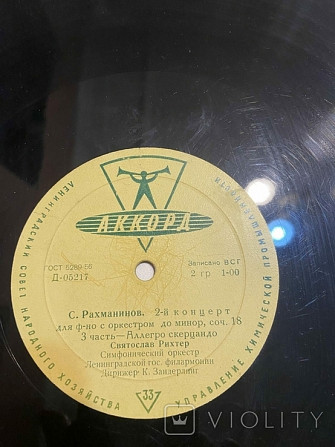 АККОРД
ЛЕНИНГРАДСКИЙ СОВЕТ НАРОДНОГО ХОЗЯЙСТВА
УПРАВЛЕНИЕ ХИМИЧЕСКОЙ ПРОМЫШЛЕННОСТИ
ГОСТ 5289-56
Д-05217
Записано ВСГ
2 гр 1-00
С. Рахманинов. 2-й концерт
для ф-но с оркестром до минор, соч. 18
3 часть—Аллегро скерцандо
Святослав Рихтер
Симфонический оркестр
Ленинградской гос. филармонии
Дирижер К. Зандерлинг
33
VIOLITY